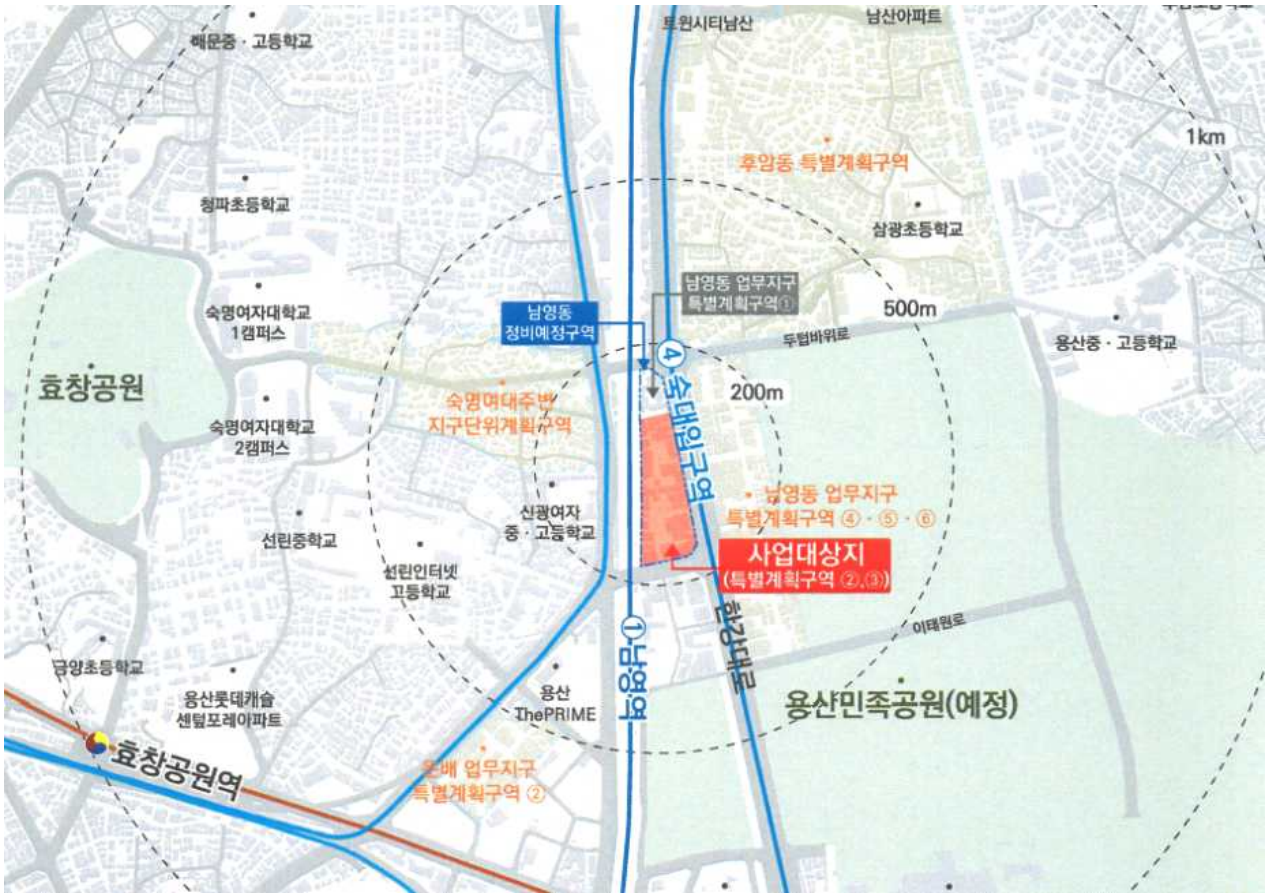 배문중 · 고등학교
트윈시티남산
남산아파트
1km
후암동 특별계획구역
청파초등학교
삼광초등학교
남영동 업무지구
특별계획구역①
500m
숙명여자대학교
1캠퍼스
남영동
정비예정구역
두텁바위로
용산중 · 고등학교
④ 숙대입구역
효창공원
200m
숙명여대주변
지구단위계획구역
숙명여자대학교
2캠퍼스
신광여자
중 · 고등학교
남영동 업무지구
특별계획구역 ④ · ⑤ · ⑥
선린중학교
사업대상지
(특별계획구역 ②,③)
선린인터넷
고등학교
한강대로
이태원로
① 남영역
금양초등학교
용산롯데캐슬
센털포레아파트
용산
ThePRIME
용산민족공원(예정)
효창공원역
업무지구
특별계획구역 ②